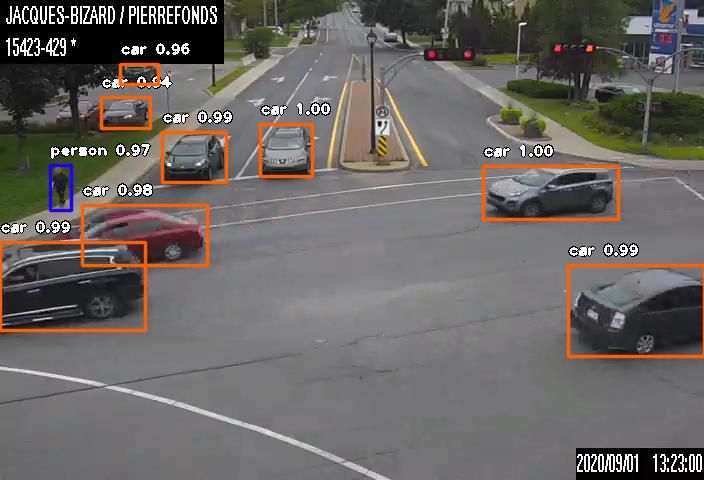 JACQUES-BIZARD / PIERREFONDS
15423-429 *
car 0.96
car 0.94
car 0.99
car 1.00
person 0.97
car 1.00
car 0.98
car 0.99
car 0.99
2020/09/01 13:23:00